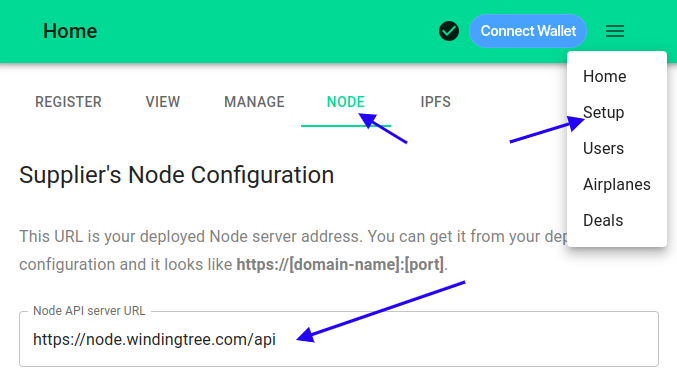 Home
Connect Wallet
Home
Setup
Users
Airplanes
Deals
REGISTER
VIEW
MANAGE
NODE
IPFS
Supplier's Node Configuration
This URL is your deployed Node server address. You can get it from your dep
configuration and it looks like https://[domain-name]:[port].
Node API server URL
https://node.windingtree.com/api